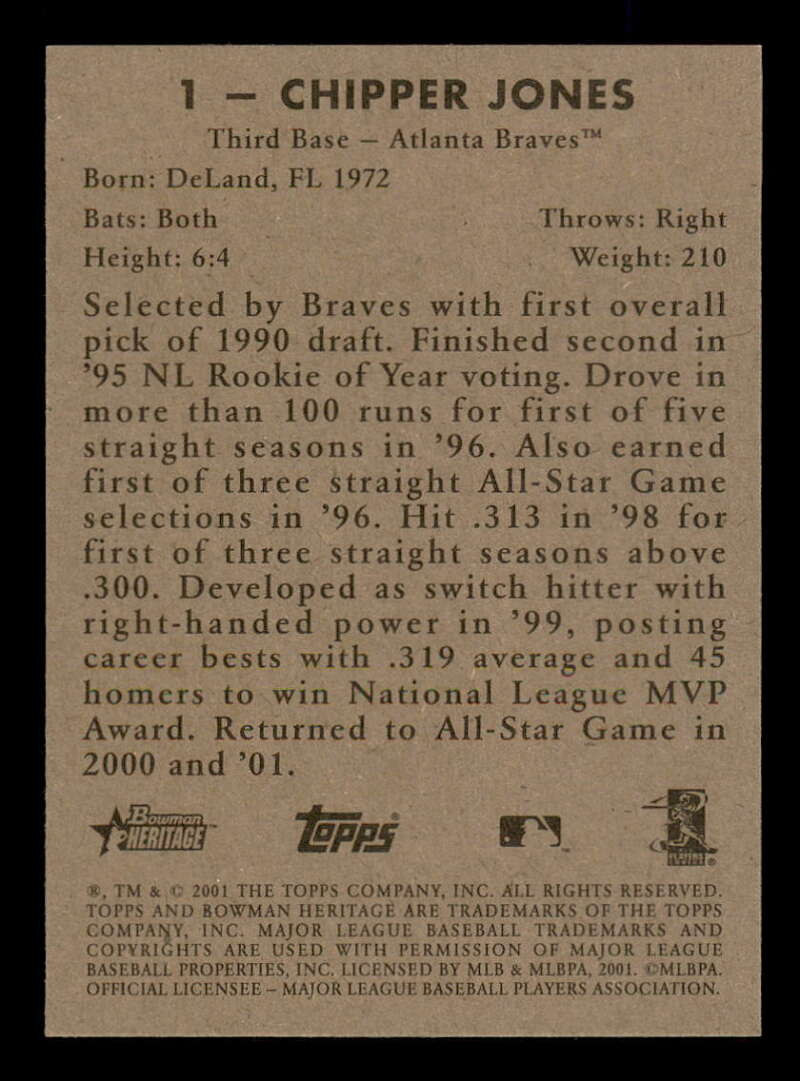 1 – CHIPPER JONES
Third Base – Atlanta Braves™
Born: DeLand, FL 1972
Bats: Both Throws: Right
Height: 6:4 Weight: 210
Selected by Braves with first overall
pick of 1990 draft. Finished second in
’95 NL Rookie of Year voting. Drove in
more than 100 runs for first of five
straight seasons in ’96. Also earned
first of three straight All-Star Game
selections in ’96. Hit .313 in ’98 for
first of three straight seasons above
.300. Developed as switch hitter with
right-handed power in ’99, posting
career bests with .319 average and 45
homers to win National League MVP
Award. Returned to All-Star Game in
2000 and ’01.
Bowman HERITAGE Topps
®, TM & © 2001 THE TOPPS COMPANY, INC. ALL RIGHTS RESERVED.
TOPPS AND BOWMAN HERITAGE ARE TRADEMARKS OF THE TOPPS
COMPANY, INC. MAJOR LEAGUE BASEBALL TRADEMARKS AND
COPYRIGHTS ARE USED WITH PERMISSION OF MAJOR LEAGUE
BASEBALL PROPERTIES, INC. LICENSED BY MLB & MLBPA, 2001. ©MLBPA.
OFFICIAL LICENSEE – MAJOR LEAGUE BASEBALL PLAYERS ASSOCIATION.